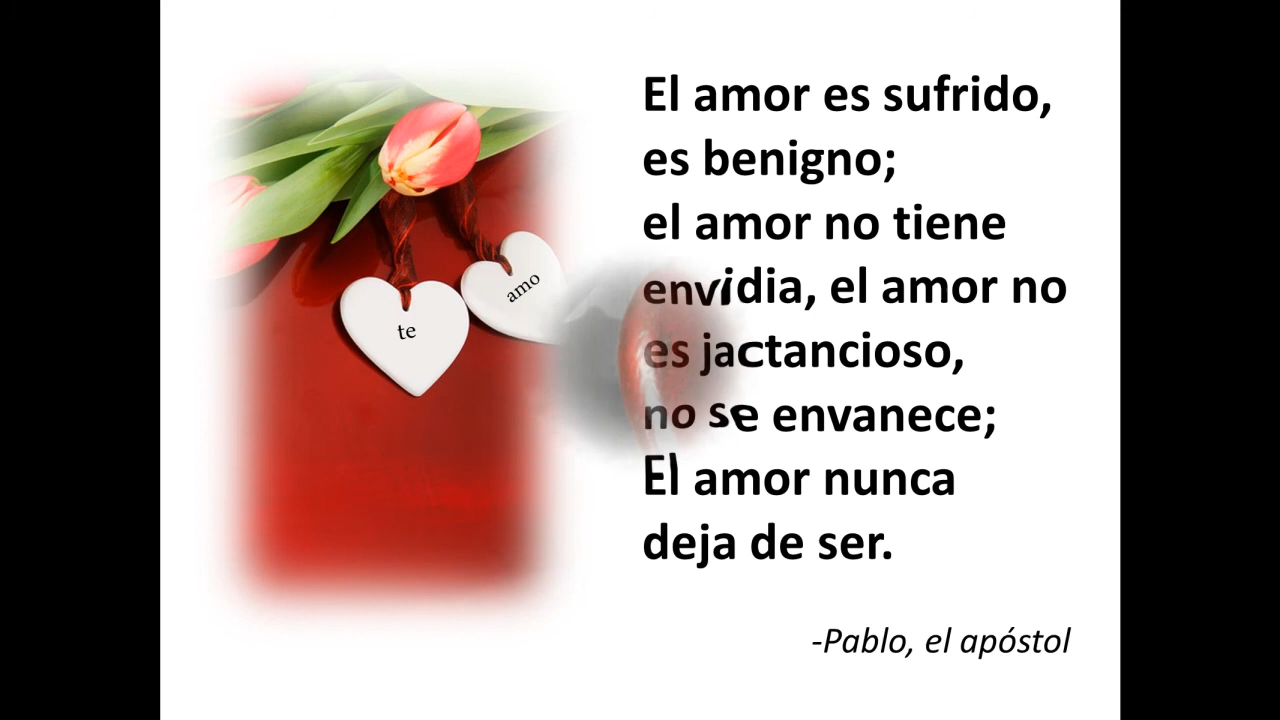 te
amo
El amor es sufrido,
es benigno;
el amor no tiene
envidia, el amor no
es jactancioso,
no se envanece;
El amor nunca
deja de ser.
-Pablo, el apóstol